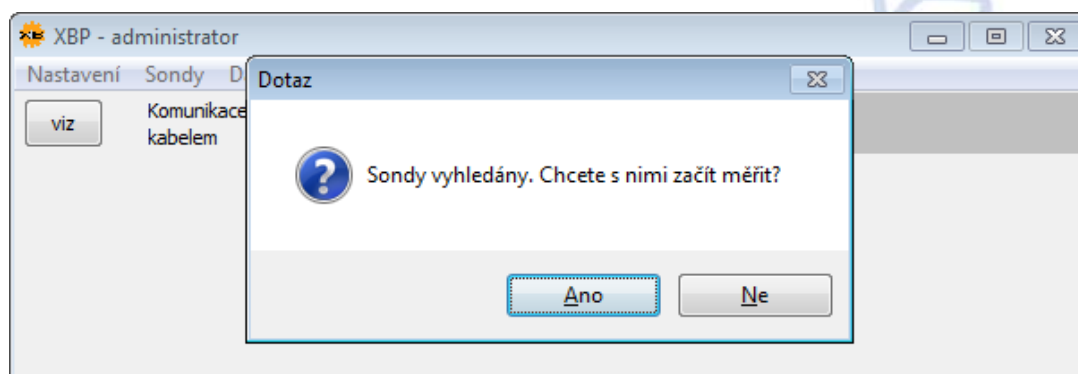 XBP - administrator
Nastavení Sondy D
Dotaz
viz
Komunikace
kabelem
Sondy vyhledány. Chcete s nimi začít měřit?
Ano
Ne